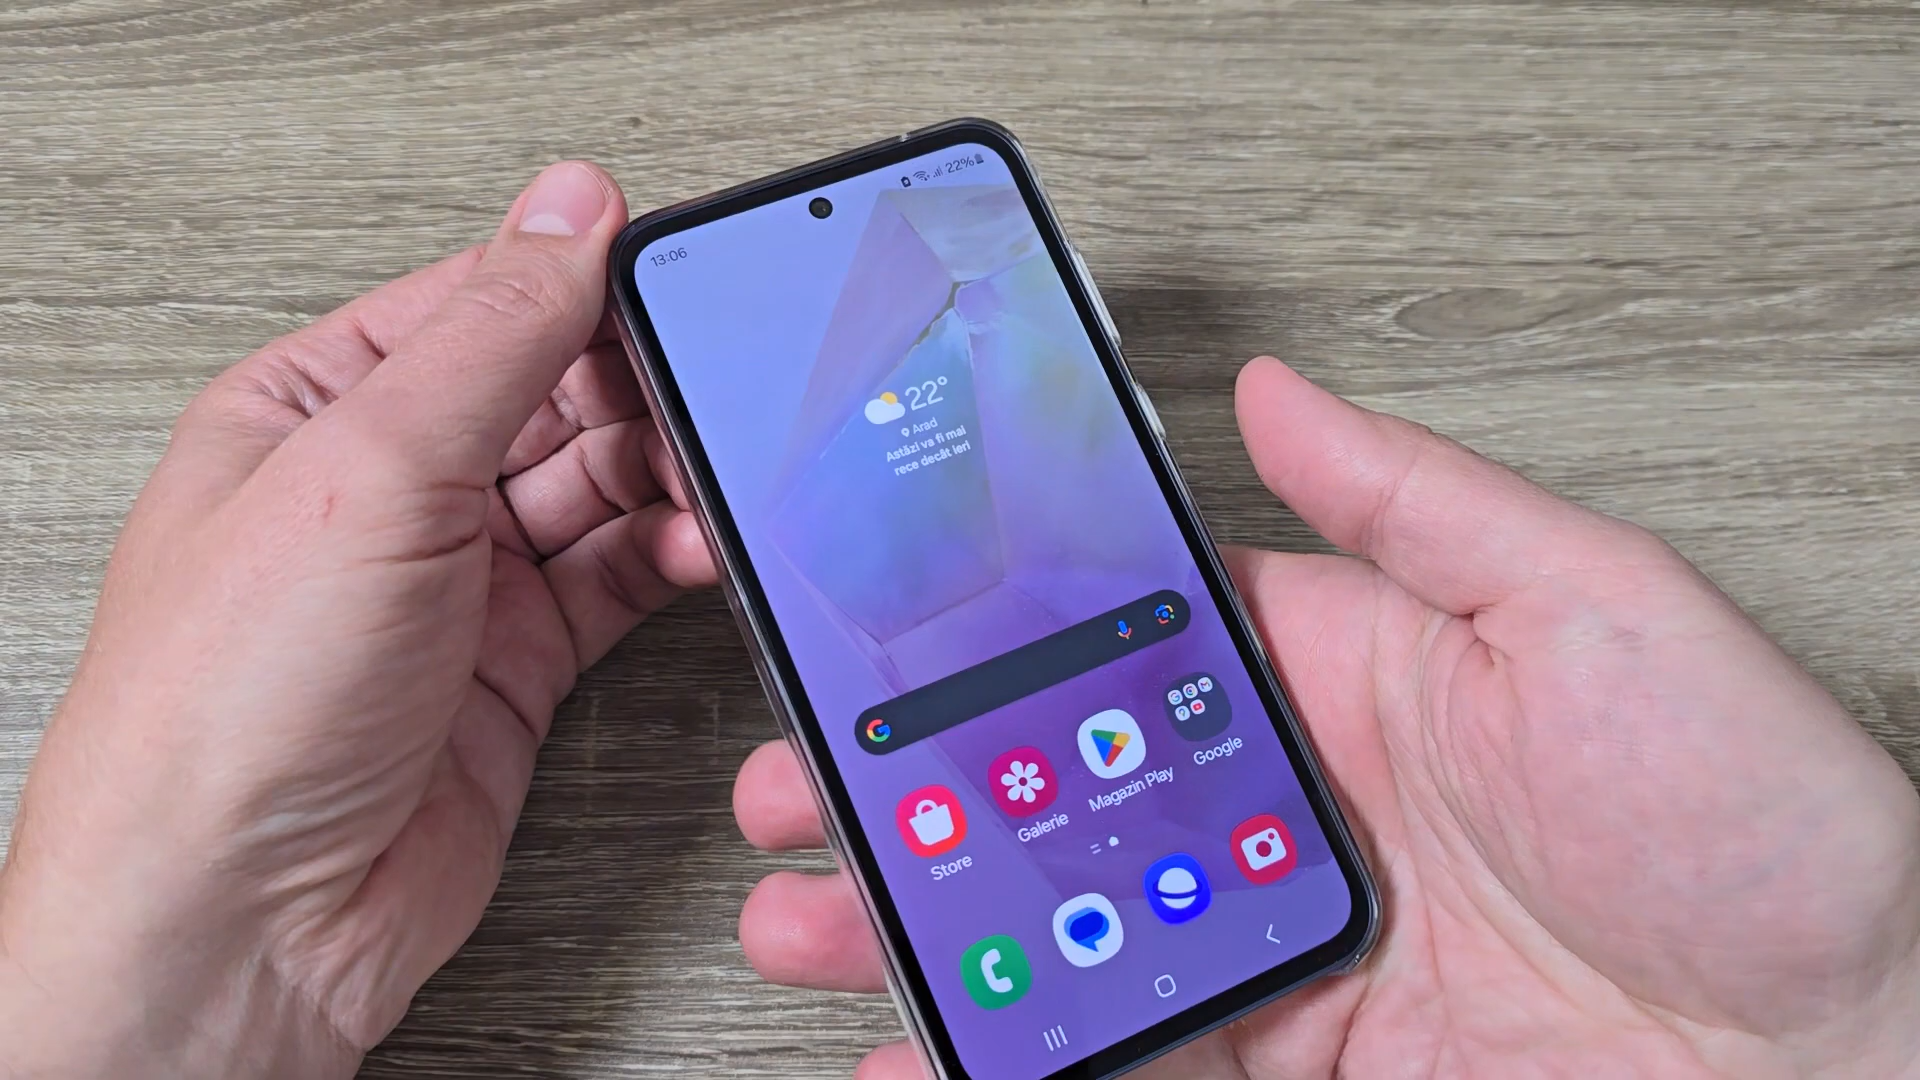 13:06
22%
22°
Arad
Astăzi va fi mai
rece decât ieri
Store
Galerie
Magazin Play
Google